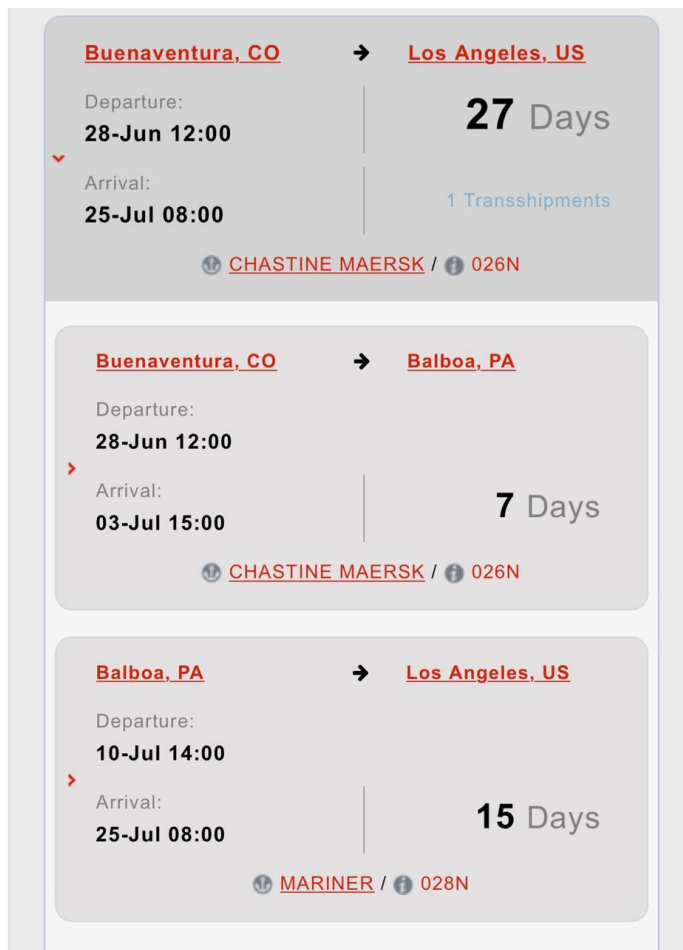 Buenaventura, CO → Los Angeles, US
Departure:
28-Jun 12:00
27 Days
Arrival:
25-Jul 08:00
1 Transshipments
CHASTINE MAERSK / 026N
Buenaventura, CO → Balboa, PA
Departure:
28-Jun 12:00
Arrival:
03-Jul 15:00
7 Days
CHASTINE MAERSK / 026N
Balboa, PA → Los Angeles, US
Departure:
10-Jul 14:00
Arrival:
25-Jul 08:00
15 Days
MARINER / 028N